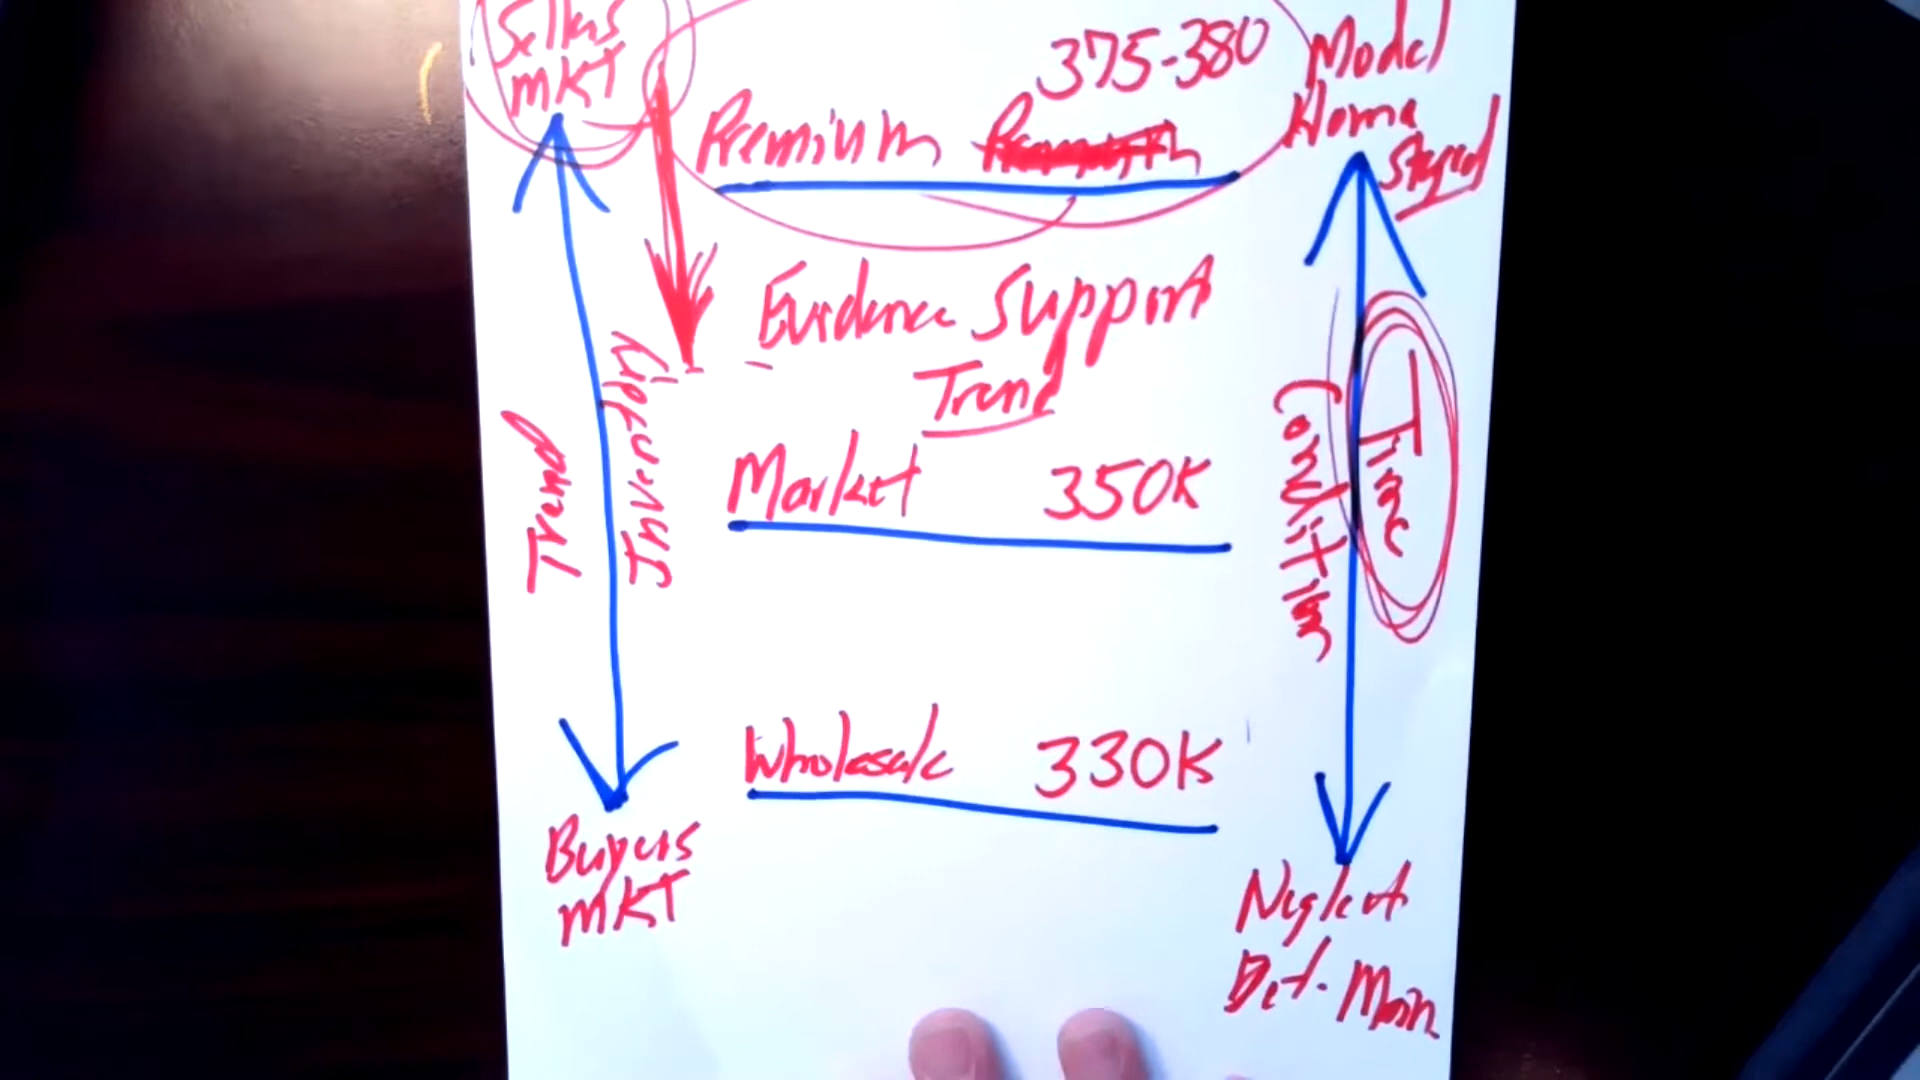 Sellers
MKT
375-380
Premium
Model
Home
Staged
Evidence Support
Trend
Trend
Inventory
Market 350K
Condition
Time
Wholesale 330K
Buyers
MKT
Neglect
Def. Main